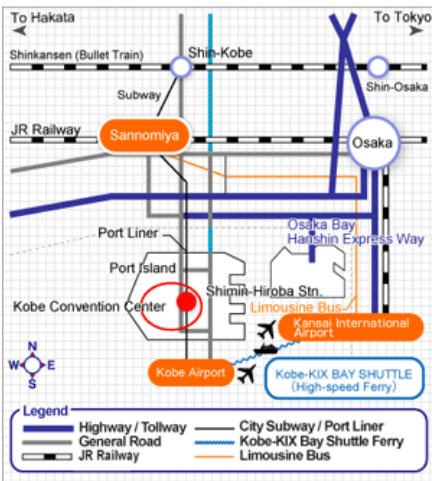 To Hakata
To Tokyo
Shinkansen (Bullet Train)
Shin-Kobe
Subway
Shin-Osaka
JR Railway
Sannomiya
Osaka
Osaka Bay
Hanshin Express Way
Port Liner
Port Island
Shimin-Hiroba Stn.
Kobe Convention Center
Limousine Bus
Kansai International
Airport
N
W
E
S
Kobe Airport
Kobe-KIX BAY SHUTTLE
(High-speed Ferry)
Legend
Highway / Tollway
City Subway / Port Liner
General Road
Kobe-KIX Bay Shuttle Ferry
JR Railway
Limousine Bus